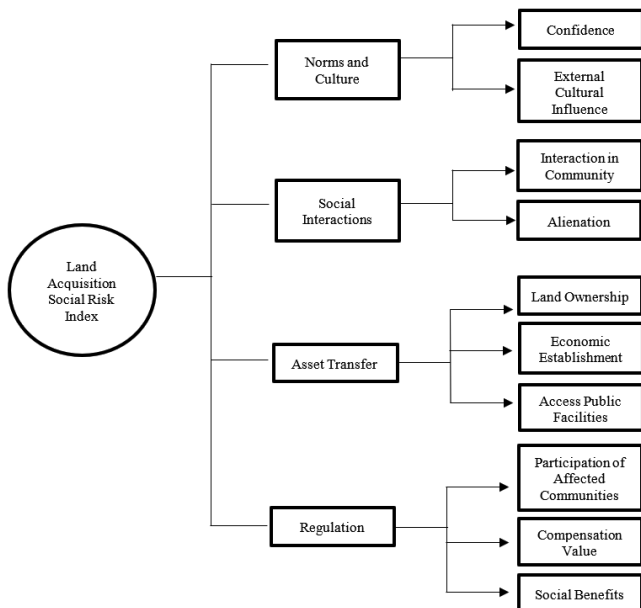 Confidence
Norms and
Culture
External
Cultural
Influence
Interaction in
Community
Social
Interactions
Alienation
Land
Acquisition
Social Risk
Index
Land Ownership
Asset Transfer
Economic
Establishment
Access Public
Facilities
Participation of
Affected
Communities
Regulation
Compensation
Value
Social Benefits